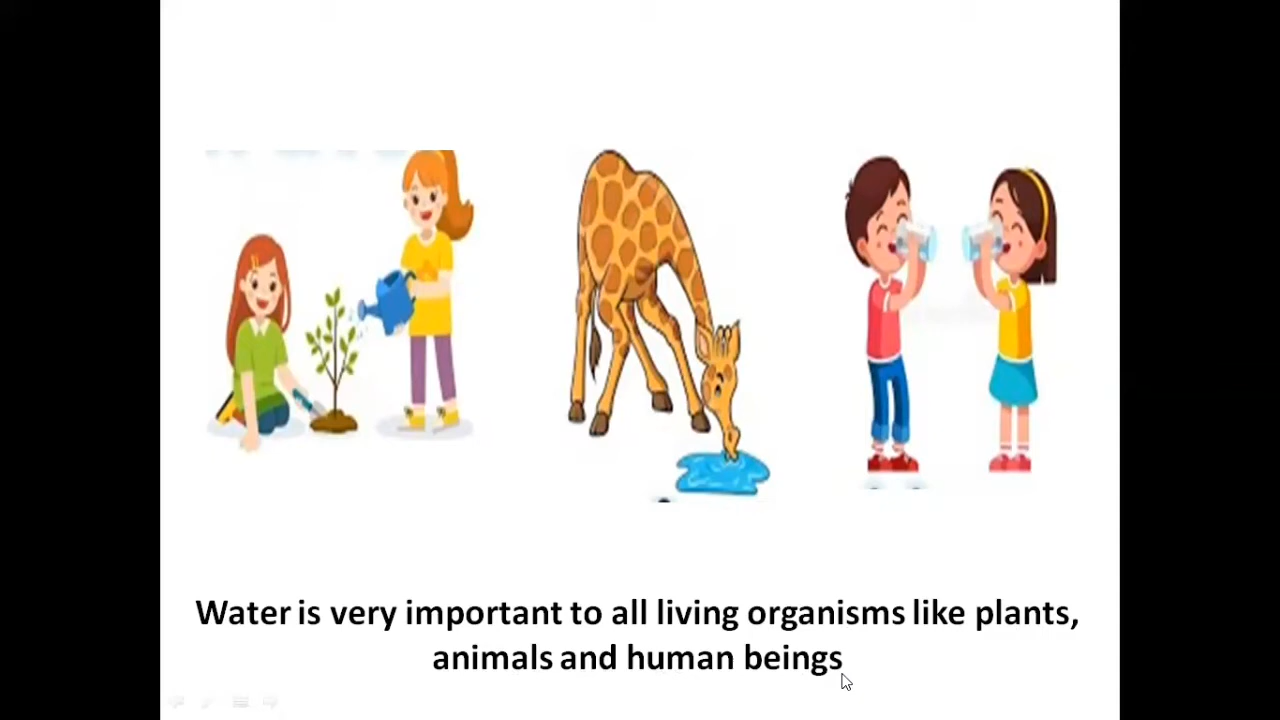 Water is very important to all living organisms like plants,
animals and human beings